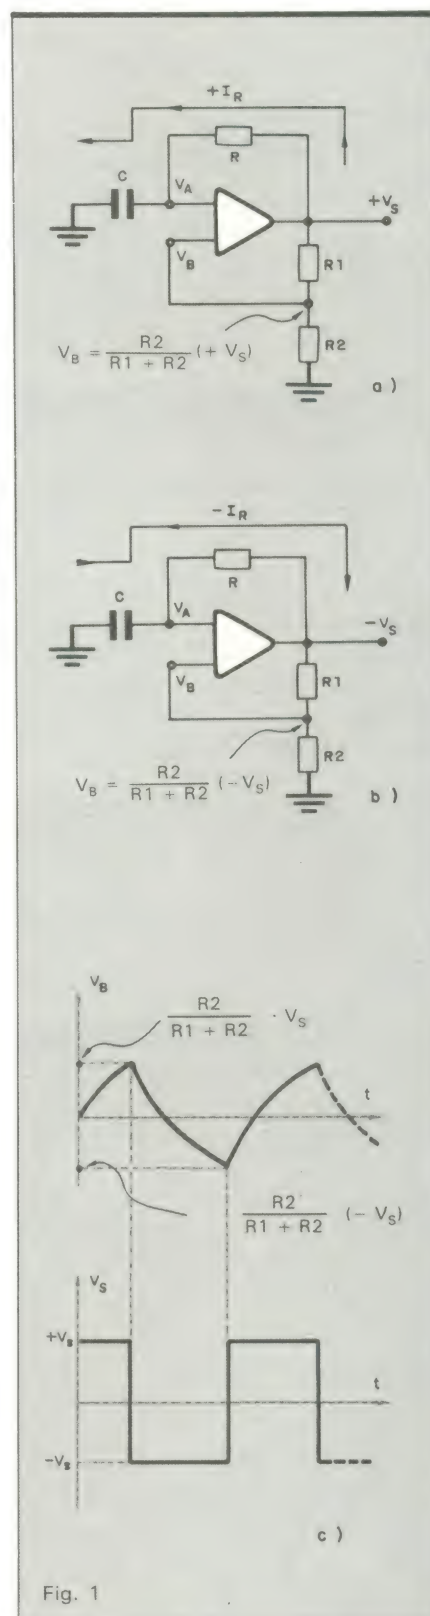 +I_R
R
C
V_A
+V_S
V_B
R1
V_B = R2 / (R1 + R2) (+ V_S)
R2
a )
-I_R
R
C
V_A
-V_S
V_B
R1
V_B = R2 / (R1 + R2) (- V_S)
R2
b )
V_B
R2 / (R1 + R2) · V_S
t
R2 / (R1 + R2) (- V_S)
V_S
+V_s
t
-V_s
c )
Fig. 1